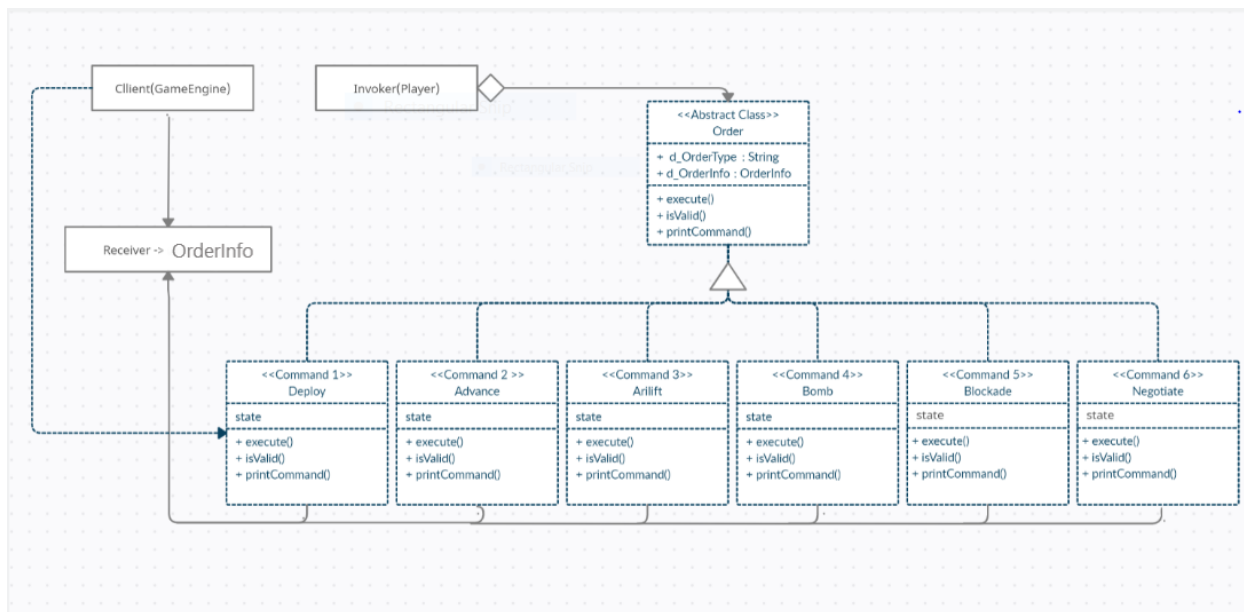 Cllient(GameEngine)
Invoker(Player)
<<Abstract Class>>
Order
+ d_OrderType : String
+ d_OrderInfo : OrderInfo
+ execute()
+ isValid()
+ printCommand()
Receiver -> OrderInfo
<<Command 1>>
Deploy
state
+ execute()
+ isValid()
+ printCommand()
<<Command 2 >>
Advance
state
+ execute()
+ isValid()
+ printCommand()
<<Command 3>>
Arilift
state
+ execute()
+ isValid()
+ printCommand()
<<Command 4>>
Bomb
state
+ execute()
+ isValid()
+ printCommand()
<<Command 5>>
Blockade
state
+ execute()
+ isValid()
+ printCommand()
<<Command 6>>
Negotiate
state
+ execute()
+ isValid()
+ printCommand()